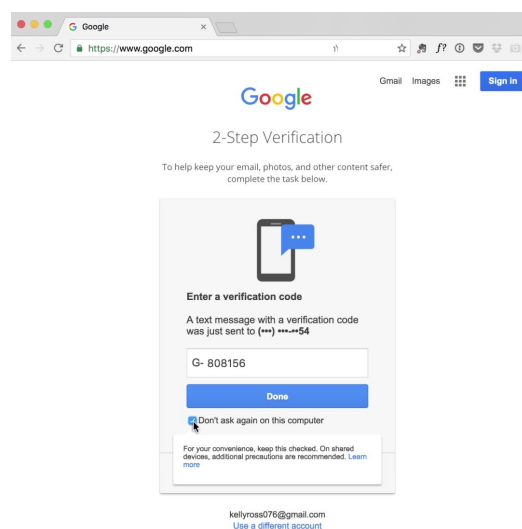 Google
https://www.google.com
Gmail Images Sign in
Google
2-Step Verification
To help keep your email, photos, and other content safer,
complete the task below.
Enter a verification code
A text message with a verification code
was just sent to (•••) •••-••54
G- 808156
Done
Don't ask again on this computer
For your convenience, keep this checked. On shared
devices, additional precautions are recommended. Learn
more
kellyross076@gmail.com
Use a different account